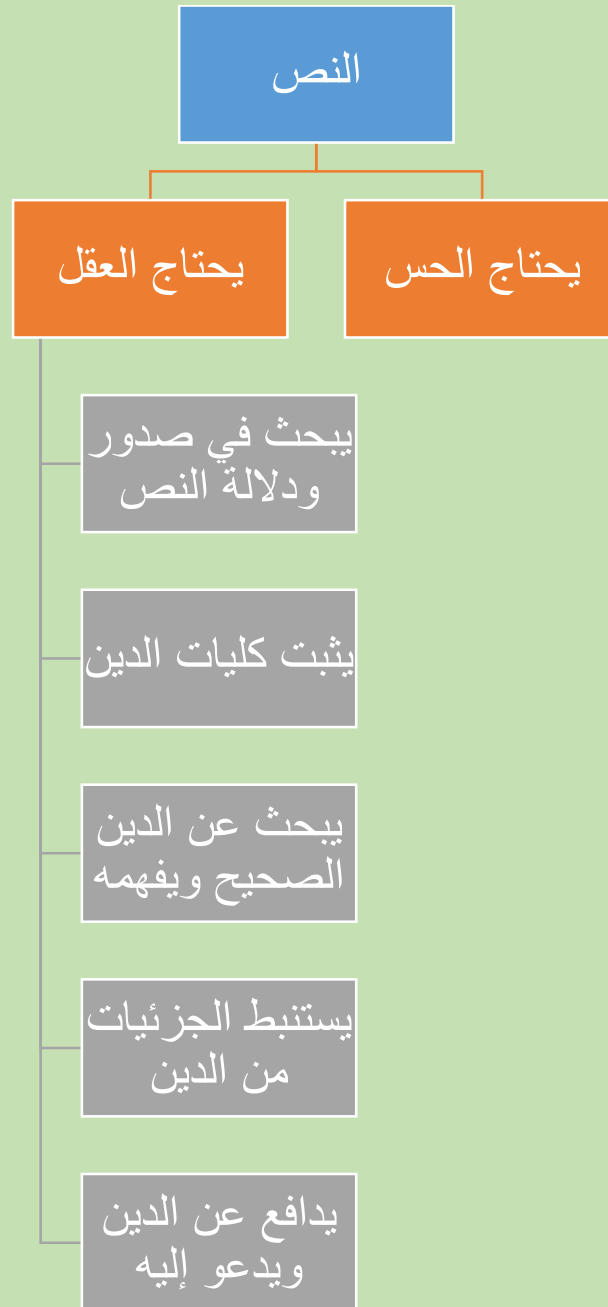 النص
يحتاج الحس
يحتاج العقل
يبحث في صدور
ودلالة النص
يثبت كليات الدين
يبحث عن الدين
الصحيح ويفهمه
يستنبط الجزئيات
من الدين
يدافع عن الدين
ويدعو إليه